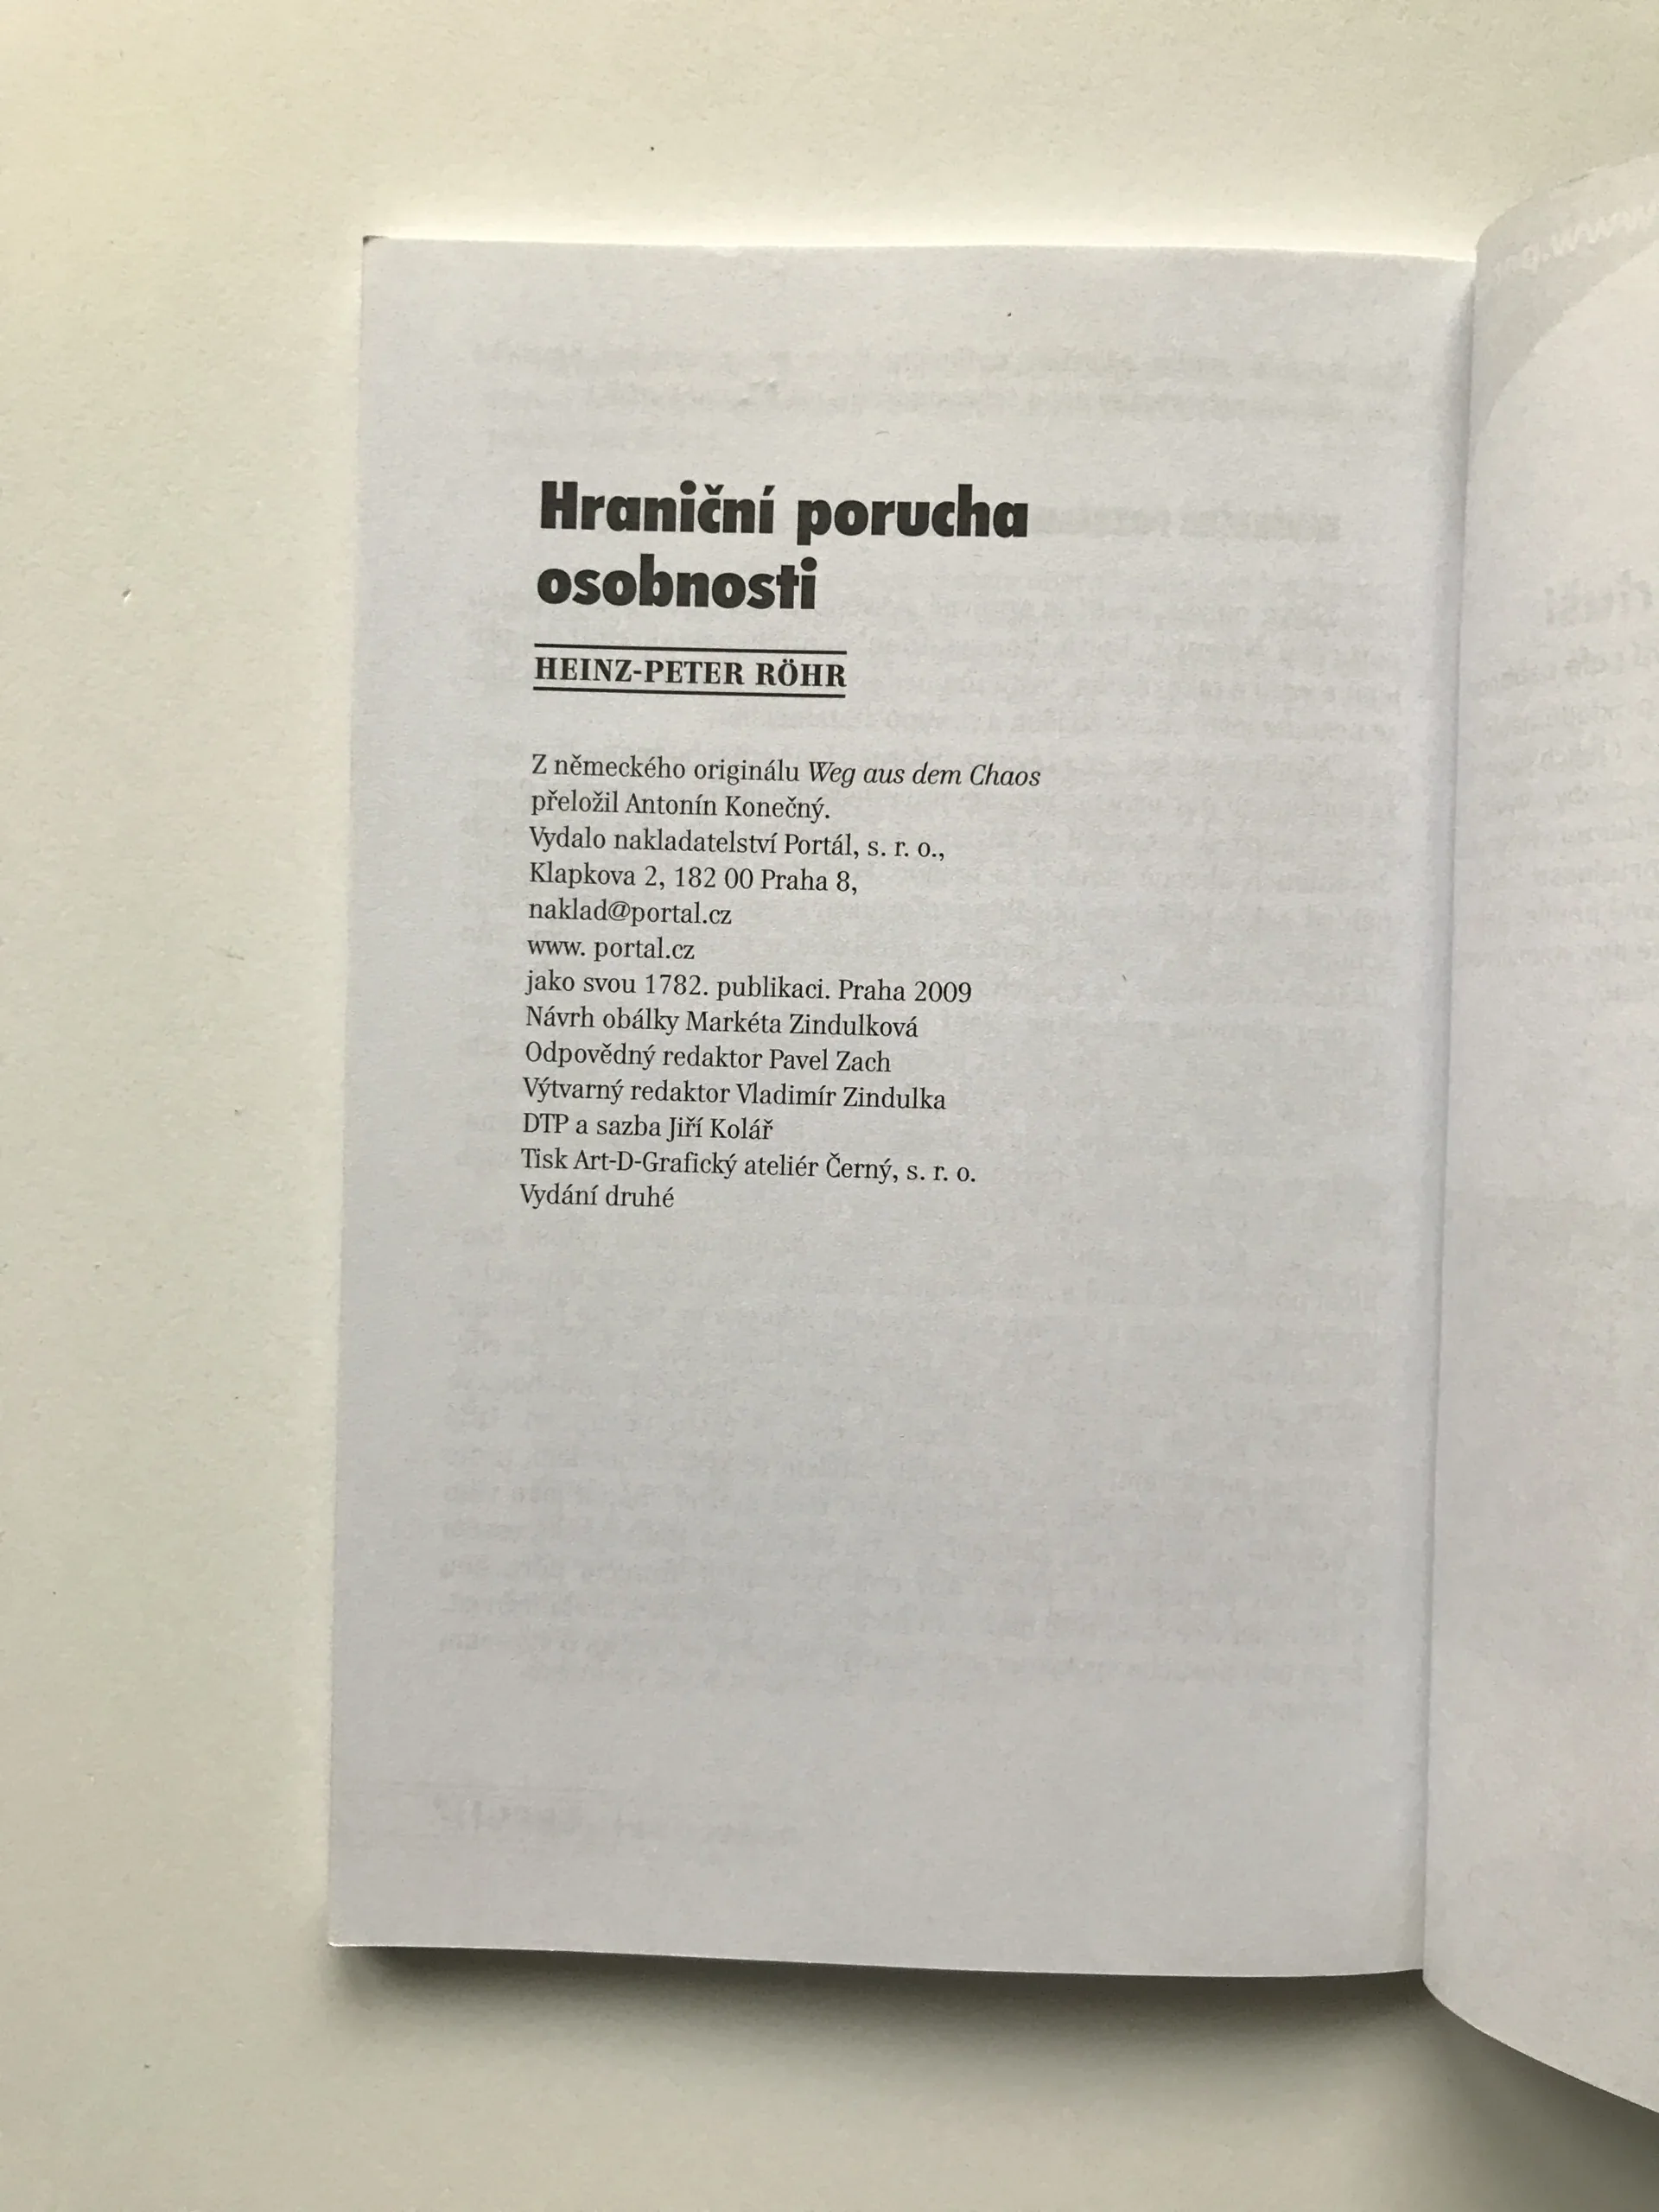 Hraniční porucha
osobnosti
HEINZ-PETER RÖHR
Z německého originálu Weg aus dem Chaos
přeložil Antonín Konečný.
Vydalo nakladatelství Portál, s. r. o.,
Klapkova 2, 182 00 Praha 8,
naklad@portal.cz
www. portal.cz
jako svou 1782. publikaci. Praha 2009
Návrh obálky Markéta Zindulková
Odpovědný redaktor Pavel Zach
Výtvarný redaktor Vladimír Zindulka
DTP a sazba Jiří Kolář
Tisk Art-D-Grafický ateliér Černý, s. r. o.
Vydání druhé